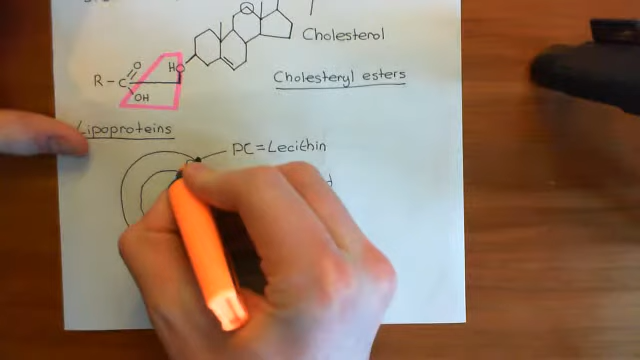 Cholesterol
O
HO
R - C
OH
Cholesteryl esters
Lipoproteins
PC = Lecithin